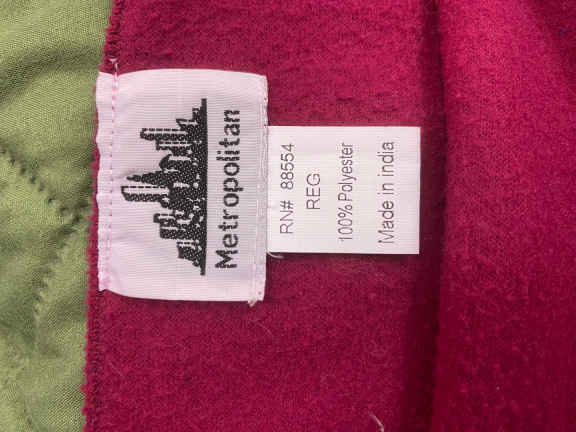 Metropolitan
RN# 88554
REG
100% Polyester
Made in india